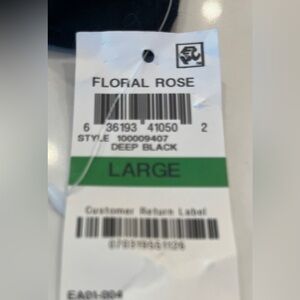 FLORAL ROSE
6 36193 41050 2
STYLE 100009407
DEEP BLACK
LARGE
Customer Return Label
EA01-004